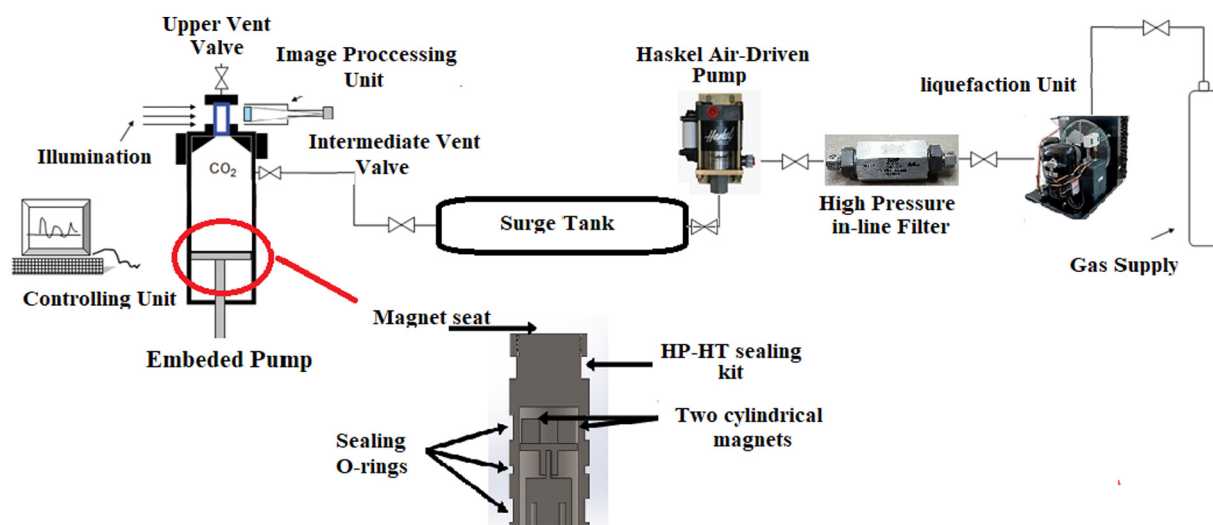 Upper Vent
Valve
Image Proccessing
Unit
Haskel Air-Driven
Pump
liquefaction Unit
Illumination
Intermediate Vent
Valve
CO2
Haskel
Surge Tank
High Pressure
in-line Filter
Gas Supply
Controlling Unit
Magnet seat
Embeded Pump
HP-HT sealing
kit
Two cylindrical
magnets
Sealing
O-rings